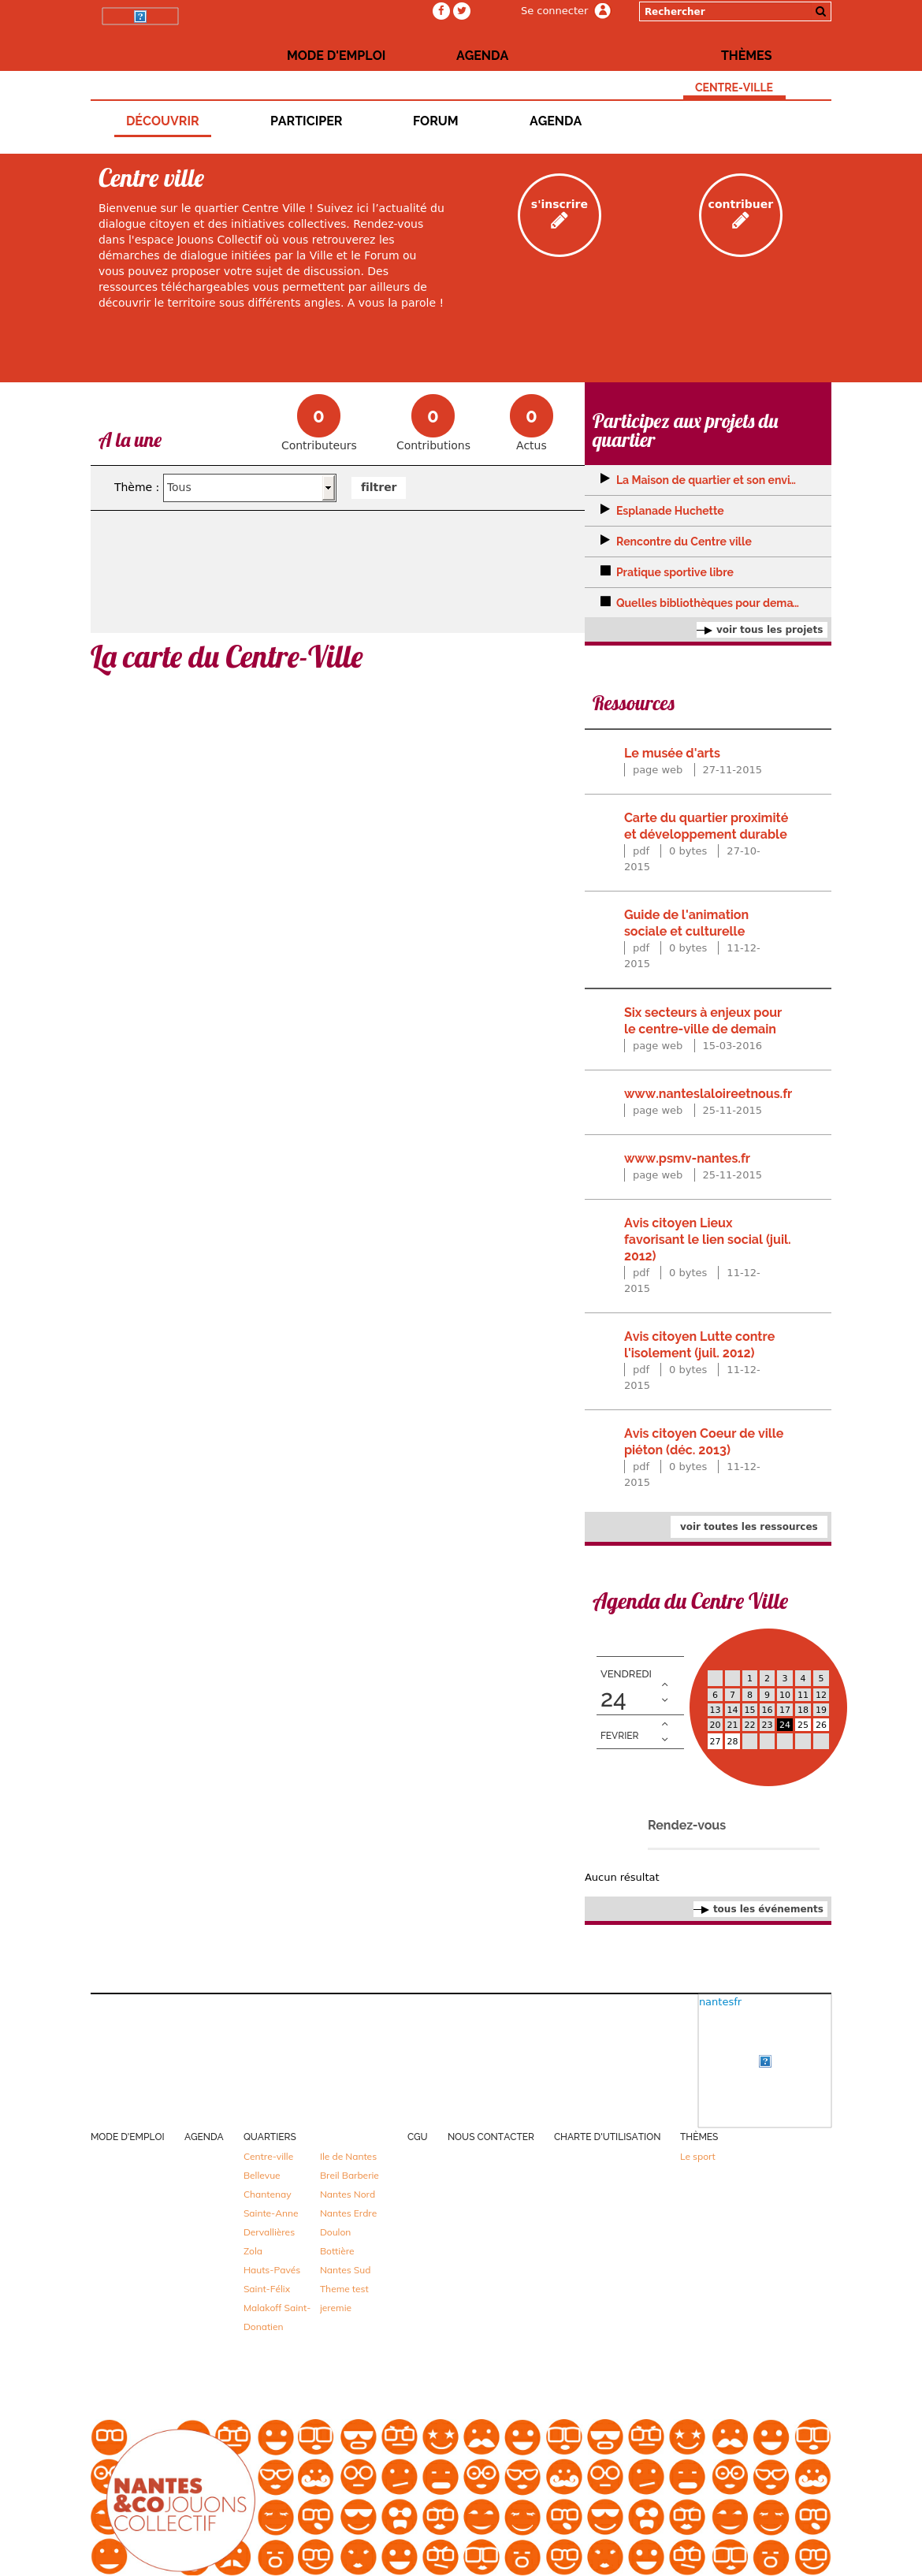 Se connecter
Rechercher
MODE D'EMPLOI
AGENDA
THÈMES
CENTRE-VILLE
DÉCOUVRIR
PARTICIPER
FORUM
AGENDA
Centre ville
Bienvenue sur le quartier Centre Ville ! Suivez ici l’actualité du
dialogue citoyen et des initiatives collectives. Rendez-vous
dans l'espace Jouons Collectif où vous retrouverez les
démarches de dialogue initiées par la Ville et le Forum ou
vous pouvez proposer votre sujet de discussion. Des
ressources téléchargeables vous permettent par ailleurs de
découvrir le territoire sous différents angles. A vous la parole !
s'inscrire
contribuer
A la une
0
Contributeurs
0
Contributions
0
Actus
Thème :
Tous
filtrer
Participez aux projets du
quartier
La Maison de quartier et son envi...
Esplanade Huchette
Rencontre du Centre ville
Pratique sportive libre
Quelles bibliothèques pour dema...
voir tous les projets
La carte du Centre-Ville
Ressources
Le musée d'arts
page web
27-11-2015
Carte du quartier proximité
et développement durable
pdf
0 bytes
27-10-
2015
Guide de l'animation
sociale et culturelle
pdf
0 bytes
11-12-
2015
Six secteurs à enjeux pour
le centre-ville de demain
page web
15-03-2016
www.nanteslaloireetnous.fr
page web
25-11-2015
www.psmv-nantes.fr
page web
25-11-2015
Avis citoyen Lieux
favorisant le lien social (juil.
2012)
pdf
0 bytes
11-12-
2015
Avis citoyen Lutte contre
l'isolement (juil. 2012)
pdf
0 bytes
11-12-
2015
Avis citoyen Coeur de ville
piéton (déc. 2013)
pdf
0 bytes
11-12-
2015
voir toutes les ressources
Agenda du Centre Ville
VENDREDI
24
FEVRIER
1 2 3 4 5
6 7 8 9 10 11 12
13 14 15 16 17 18 19
20 21 22 23 24 25 26
27 28
Rendez-vous
Aucun résultat
tous les événements
nantesfr
MODE D'EMPLOI
AGENDA
QUARTIERS
Centre-ville
Bellevue
Chantenay
Sainte-Anne
Dervallières
Zola
Hauts-Pavés
Saint-Félix
Malakoff Saint-
Donatien
Ile de Nantes
Breil Barberie
Nantes Nord
Nantes Erdre
Doulon
Bottière
Nantes Sud
Theme test
jeremie
CGU
NOUS CONTACTER
CHARTE D'UTILISATION
THÈMES
Le sport
NANTES
&COJOUONS
COLLECTIF